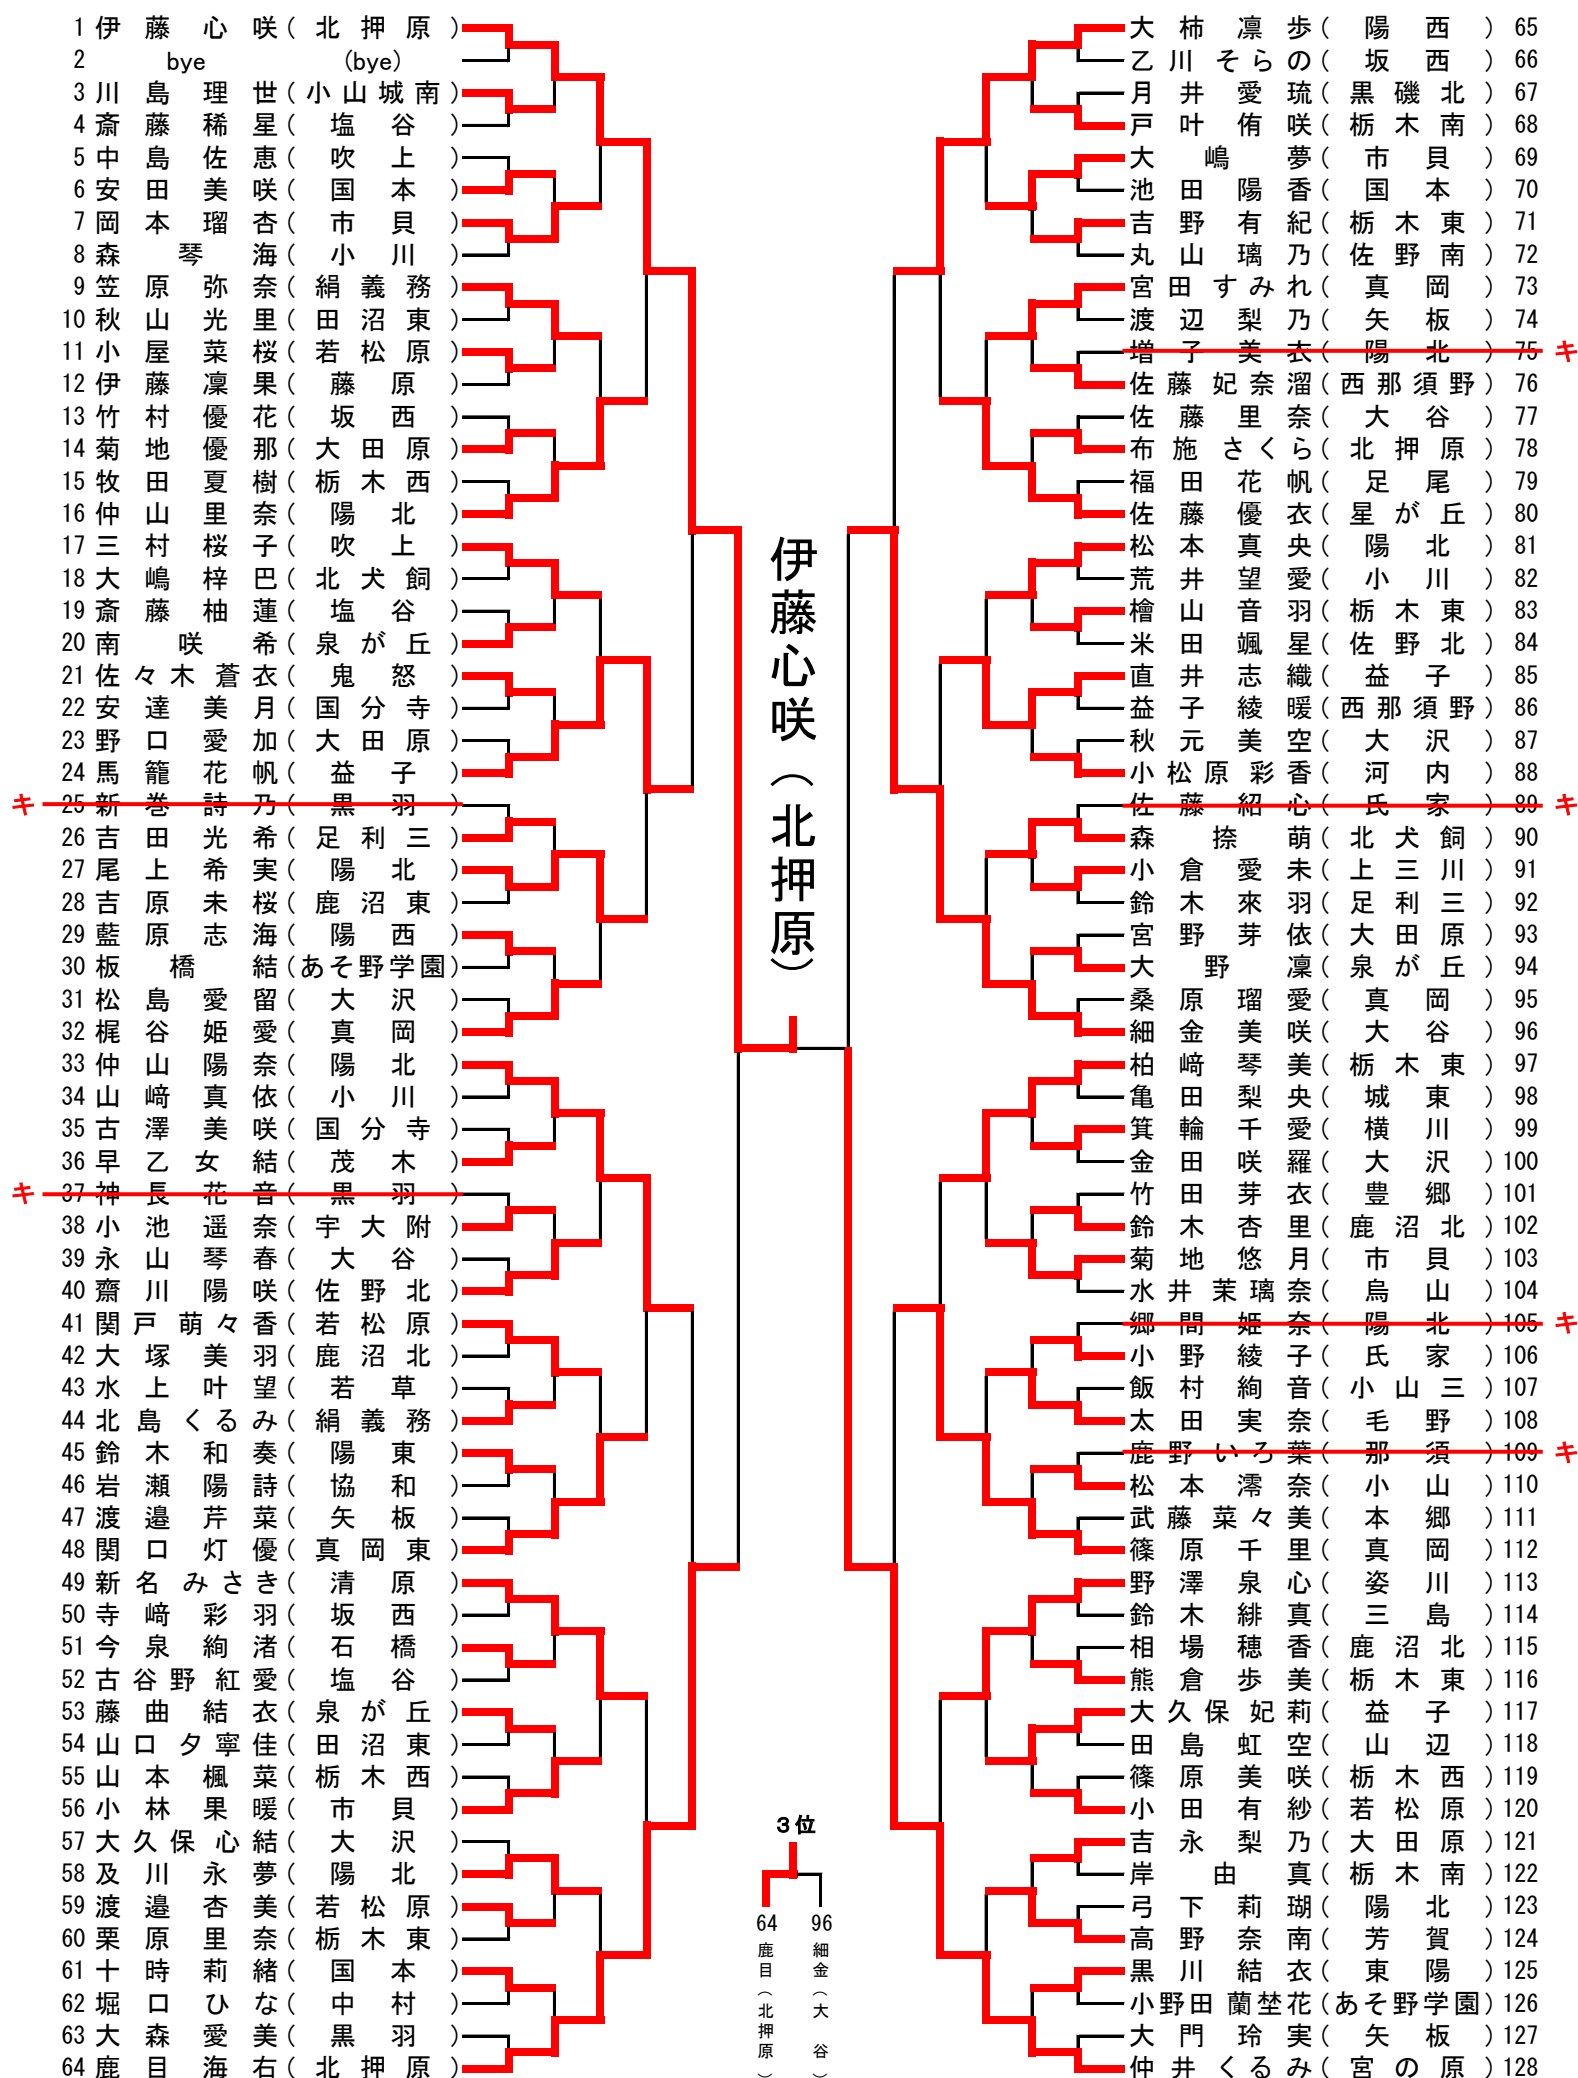 1 伊藤心咲(北押原)
2 bye (bye)
3 川島理世(小山城南)
4 斎藤稀星(塩谷)
5 中島佐恵(吹上)
6 安田美咲(国本)
7 岡本瑠杏(市貝)
8 森琴海(小川)
9 笠原弥奈(絹義務)
10 秋山光里(田沼東)
11 小屋菜桜(若松原)
12 伊藤凜果(藤原)
13 竹村優花(坂西)
14 菊地優那(大田原)
15 牧田夏樹(栃木西)
16 仲山里奈(陽北)
17 三村桜子(吹上)
18 大嶋梓巴(北犬飼)
19 斎藤柚蓮(塩谷)
20 南咲希(泉が丘)
21 佐々木蒼衣(鬼怒)
22 安達美月(国分寺)
23 野口愛加(大田原)
24 馬籠花帆(益子)
キ 25 新巻詩乃(黒羽)
26 吉田光希(足利三)
27 尾上希実(陽北)
28 吉原未桜(鹿沼東)
29 藍原志海(陽西)
30 板橋結(あそ野学園)
31 松島愛留(大沢)
32 梶谷姫愛(真岡)
33 仲山陽奈(陽北)
34 山﨑真依(小川)
35 古澤美咲(国分寺)
36 早乙女結(茂木)
キ 37 神長花音(黒羽)
38 小池遥奈(宇大附)
39 永山琴春(大谷)
40 齋川陽咲(佐野北)
41 関戸萌々香(若松原)
42 大塚美羽(鹿沼北)
43 水上叶望(若草)
44 北島くるみ(絹義務)
45 鈴木和奏(陽東)
46 岩瀬陽詩(協和)
47 渡邉芹菜(矢板)
48 関口灯優(真岡東)
49 新名みさき(清原)
50 寺﨑彩羽(坂西)
51 今泉絢渚(石橋)
52 古谷野紅愛(塩谷)
53 藤曲結衣(泉が丘)
54 山口夕寧佳(田沼東)
55 山本楓菜(栃木西)
56 小林果暖(市貝)
57 大久保心結(大沢)
58 及川永夢(陽北)
59 渡邉杏美(若松原)
60 栗原里奈(栃木東)
61 十時莉緒(国本)
62 堀口ひな(中村)
63 大森愛美(黒羽)
64 鹿目海右(北押原)
伊藤心咲(北押原)
3位
64 鹿目(北押原)
96 細金(大谷)
大柿凛歩(陽西) 65
乙川そらの(坂西) 66
月井愛琉(黒磯北) 67
戸叶侑咲(栃木南) 68
大嶋夢(市貝) 69
池田陽香(国本) 70
吉野有紀(栃木東) 71
丸山璃乃(佐野南) 72
宮田すみれ(真岡) 73
渡辺梨乃(矢板) 74
増子美衣(陽北) 75 キ
佐藤妃奈溜(西那須野) 76
佐藤里奈(大谷) 77
布施さくら(北押原) 78
福田花帆(足尾) 79
佐藤優衣(星が丘) 80
松本真央(陽北) 81
荒井望愛(小川) 82
檜山音羽(栃木東) 83
米田颯星(佐野北) 84
直井志織(益子) 85
益子綾暖(西那須野) 86
秋元美空(大沢) 87
小松原彩香(河内) 88
佐藤紹心(氏家) 89 キ
森捺萌(北犬飼) 90
小倉愛未(上三川) 91
鈴木來羽(足利三) 92
宮野芽依(大田原) 93
大野凜(泉が丘) 94
桑原瑠愛(真岡) 95
細金美咲(大谷) 96
柏﨑琴美(栃木東) 97
亀田梨央(城東) 98
箕輪千愛(横川) 99
金田咲羅(大沢) 100
竹田芽衣(豊郷) 101
鈴木杏里(鹿沼北) 102
菊地悠月(市貝) 103
水井茉璃奈(烏山) 104
郷間姫奈(陽北) 105 キ
小野綾子(氏家) 106
飯村絢音(小山三) 107
太田実奈(毛野) 108
鹿野いろ葉(那須) 109 キ
松本澪奈(小山) 110
武藤菜々美(本郷) 111
篠原千里(真岡) 112
野澤泉心(姿川) 113
鈴木緋真(三島) 114
相場穂香(鹿沼北) 115
熊倉歩美(栃木東) 116
大久保妃莉(益子) 117
田島虹空(山辺) 118
篠原美咲(栃木西) 119
小田有紗(若松原) 120
吉永梨乃(大田原) 121
岸由真(栃木南) 122
弓下莉瑚(陽北) 123
高野奈南(芳賀) 124
黒川結衣(東陽) 125
小野田蘭埜花(あそ野学園) 126
大門玲実(矢板) 127
仲井くるみ(宮の原) 128